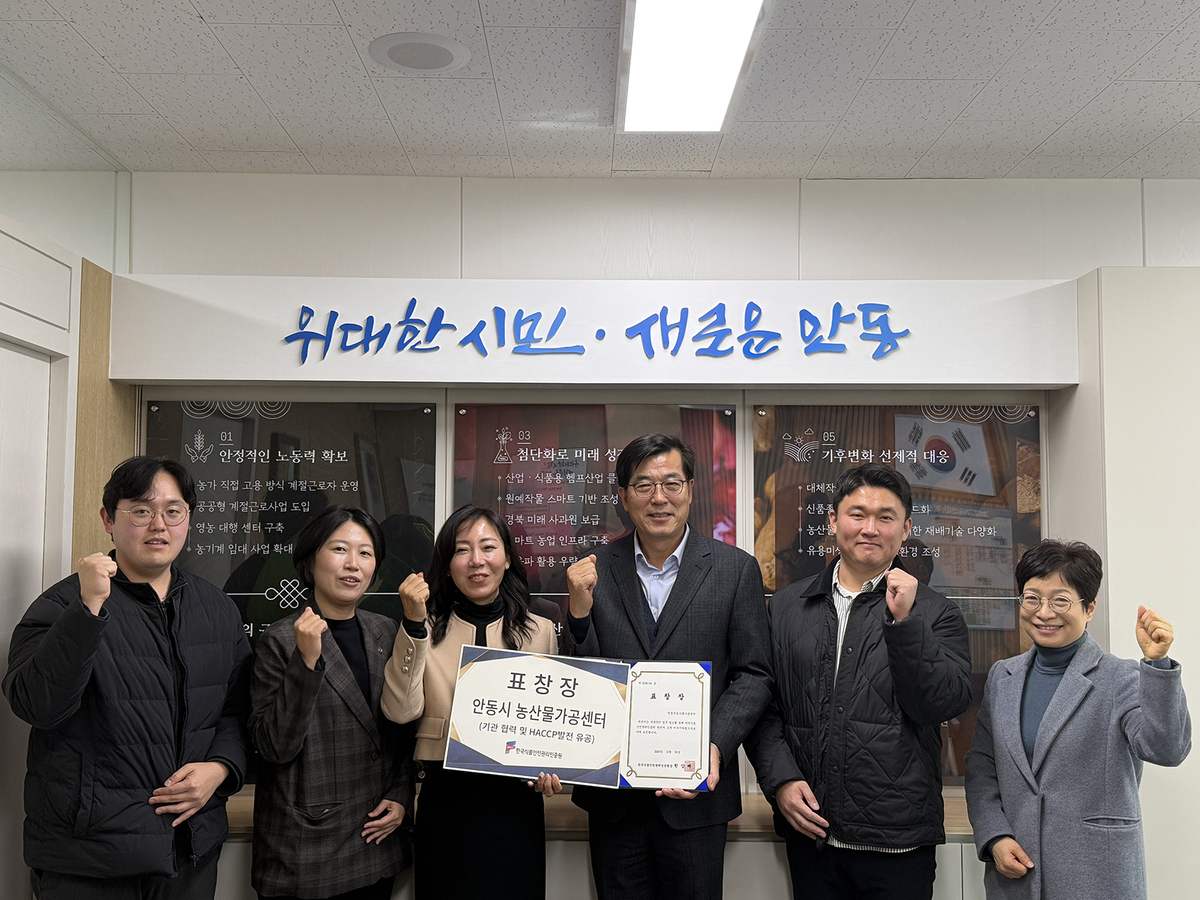 위대한 시민 · 새로운 안동
01
안정적인 노동력 확보
농가 직접 고용 방식 계절근로자 운영
공공형 계절근로사업 도입
영농 대행 센터 구축
농기계 임대 사업 확대
03
첨단화로 미래 성
산업 · 식품용 헴프산업 클
원예작물 스마트 기반 조성
경북 미래 사과원 보급
마트 농업 인프라 구축
활용 우량
05
기후변화 선제적 대응
대체작
신품종
드화
농산물
한 재배기술 다양화
유용미생
환경 조성
표창장
안동시 농산물가공센터
(기관 협력 및 HACCP발전 유공)
한국식품안전관리인증원
표 창 장